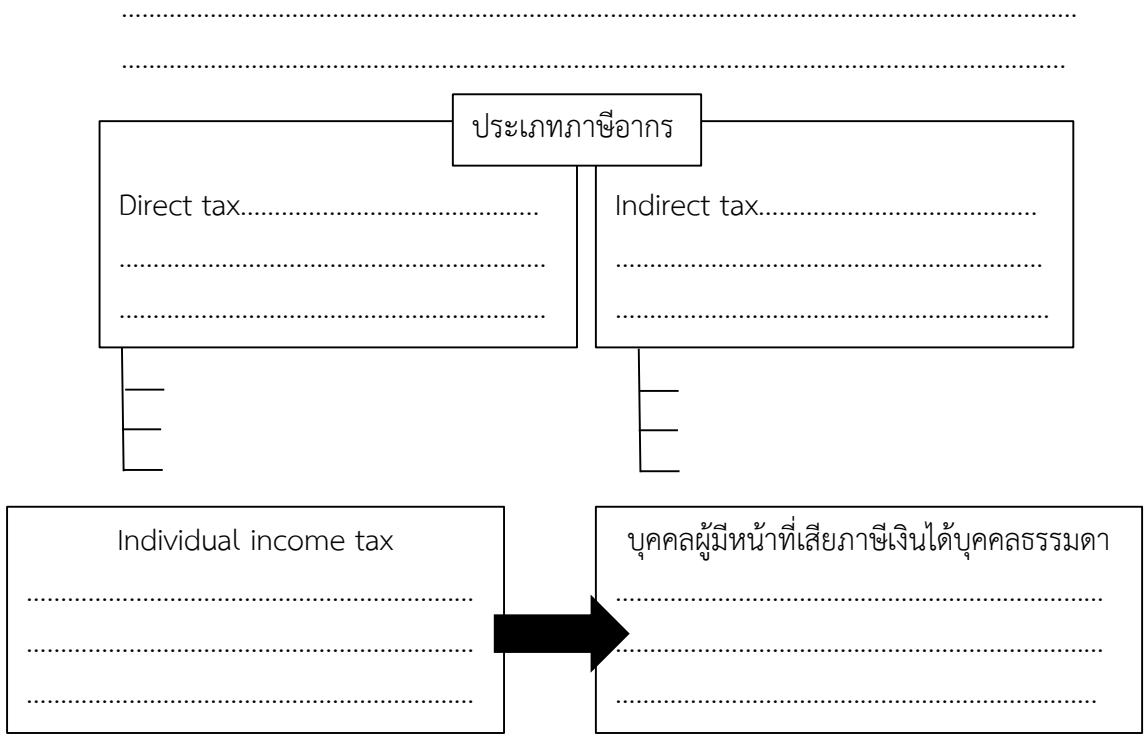 ........................................................................................................................................
......................................................................................................................................
ประเภทภาษีอากร
Direct tax............................................
...............................................................
...............................................................
Indirect tax.........................................
...............................................................
................................................................
Individual income tax
..................................................................
..................................................................
..................................................................
บุคคลผู้มีหน้าที่เสียภาษีเงินได้บุคคลธรรมดา
........................................................................
........................................................................
.......................................................................